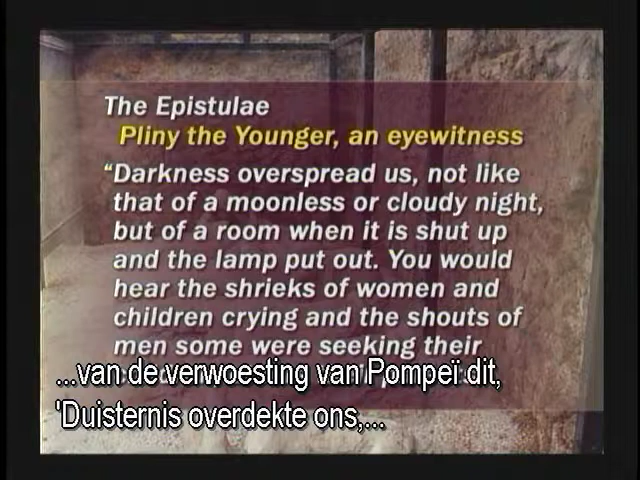 The Epistulae
Pliny the Younger, an eyewitness
“Darkness overspread us, not like
that of a moonless or cloudy night,
but of a room when it is shut up
and the lamp put out. You would
hear the shrieks of women and
children crying and the shouts of
men some were seeking their
...van de verwoesting van Pompeï dit,
'Duisternis overdekte ons,...